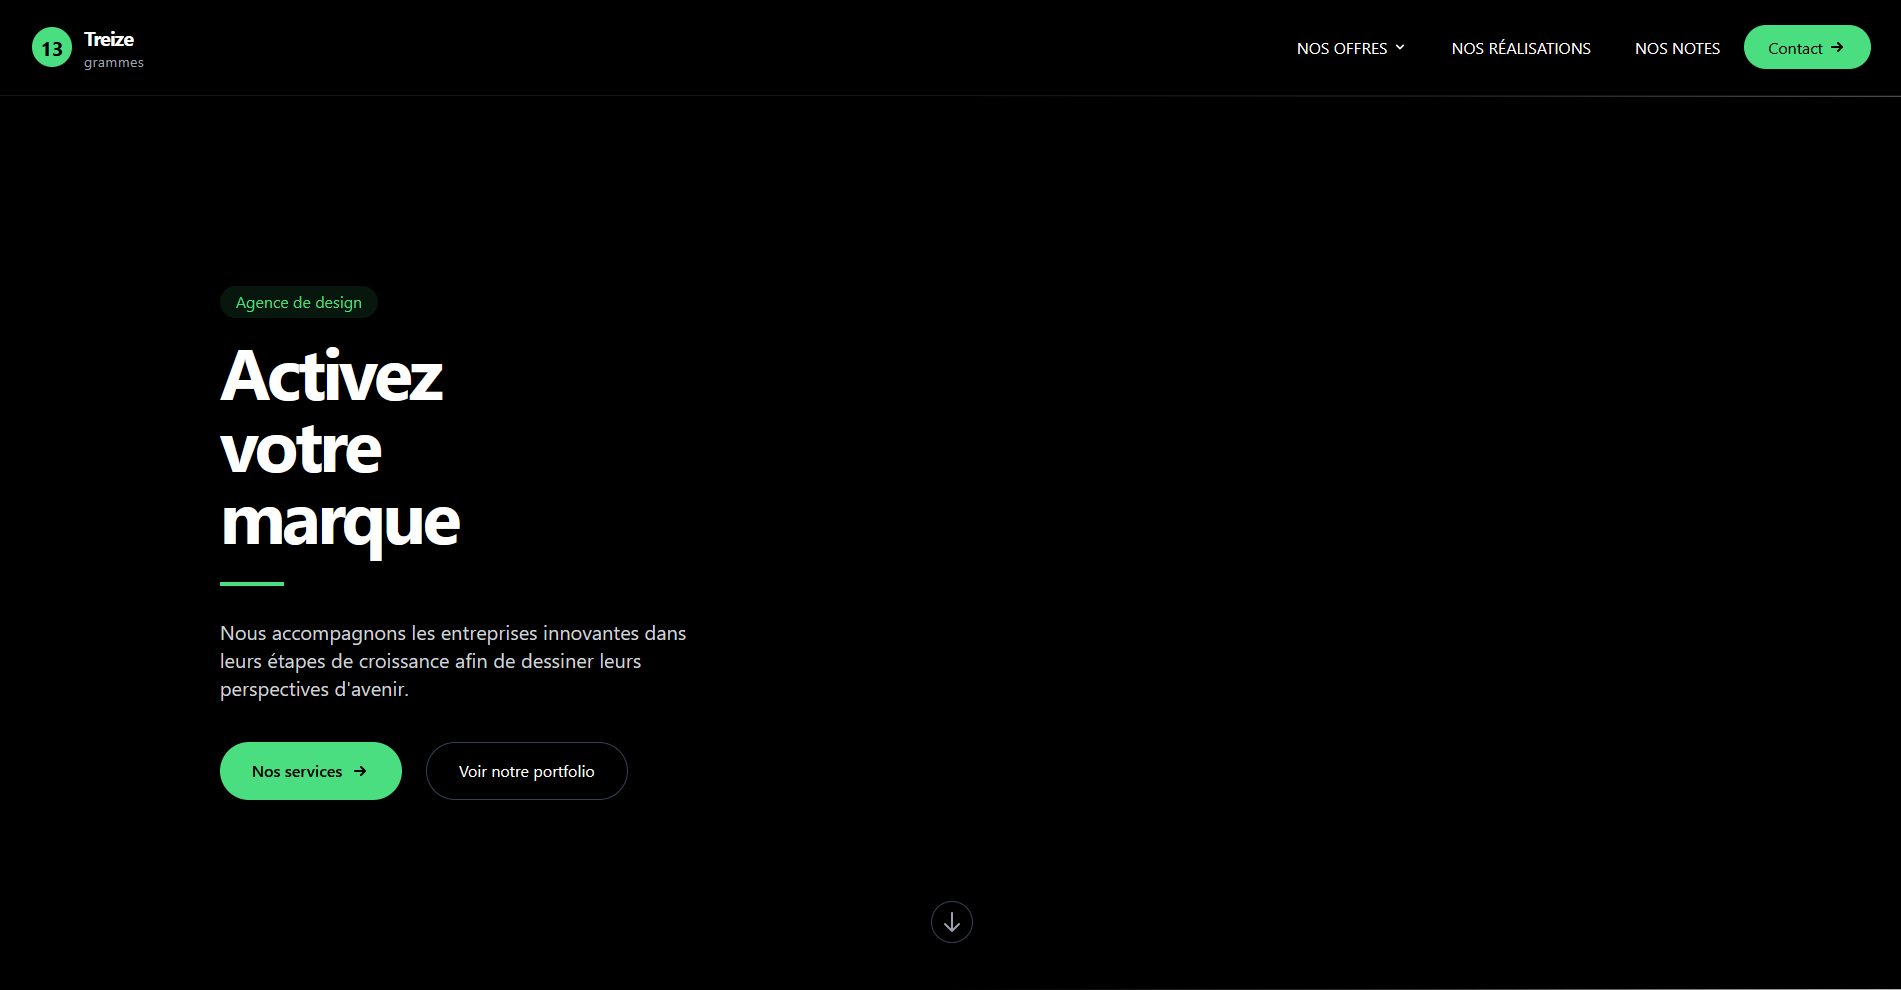 13
Treize
grammes
NOS OFFRES
NOS RÉALISATIONS
NOS NOTES
Contact
Agence de design
Activez
votre
marque
Nous accompagnons les entreprises innovantes dans
leurs étapes de croissance afin de dessiner leurs
perspectives d'avenir.
Nos services
Voir notre portfolio